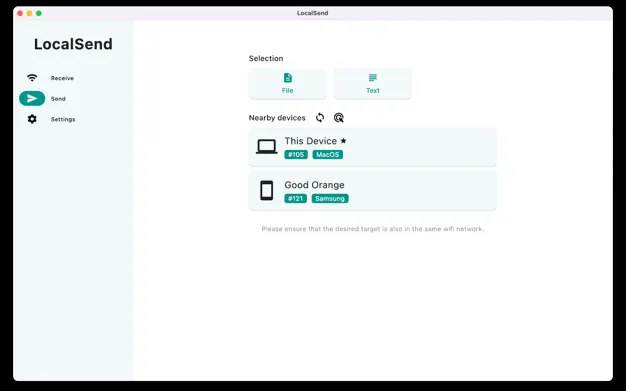 LocalSend
LocalSend
Receive
Send
Settings
Selection
File
Text
Nearby devices
This Device ★
#105 MacOS
Good Orange
#121 Samsung
Please ensure that the desired target is also in the same wifi network.